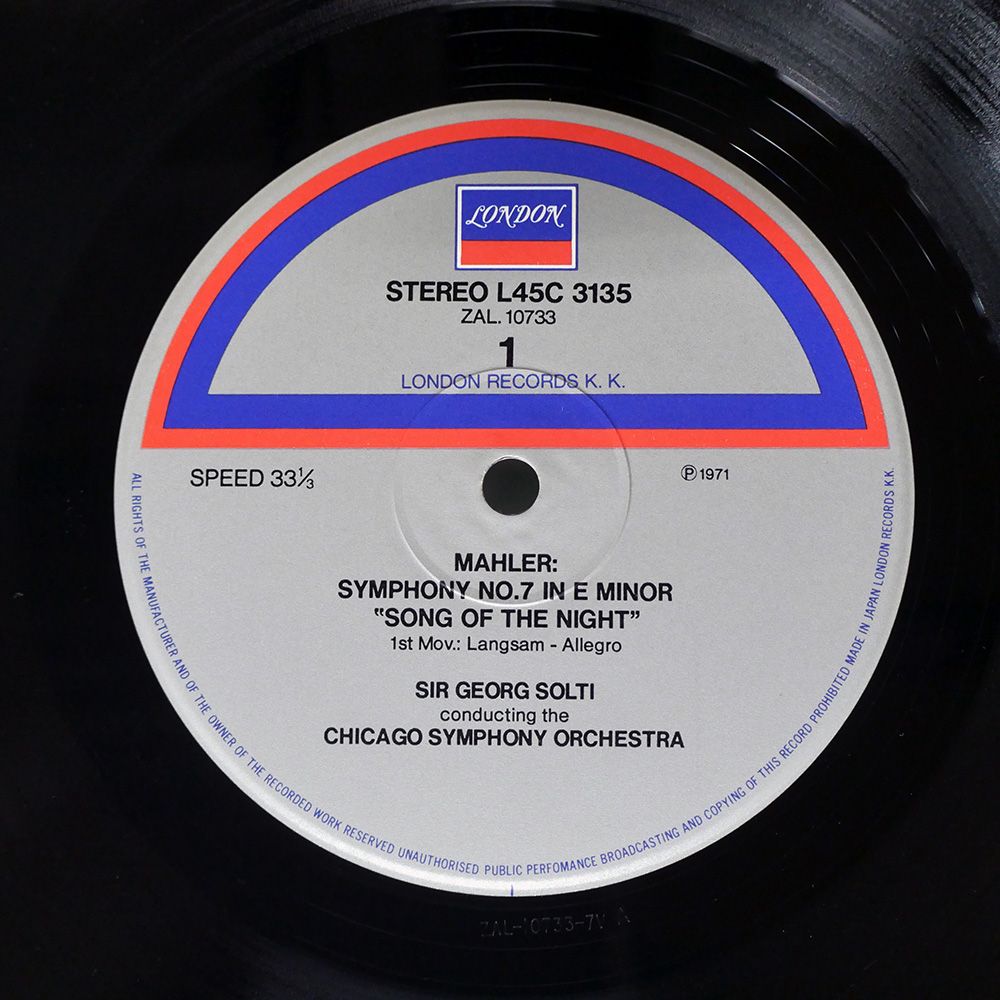 LONDON
STEREO L45C 3135
ZAL. 10733
1
LONDON RECORDS K. K.
SPEED 33⅓
℗ 1971
MAHLER:
SYMPHONY NO.7 IN E MINOR
"SONG OF THE NIGHT"
1st Mov.: Langsam - Allegro
SIR GEORG SOLTI
conducting the
CHICAGO SYMPHONY ORCHESTRA
ALL RIGHTS OF THE MANUFACTURER AND OF THE OWNER OF THE RECORDED WORK RESERVED UNAUTHORISED PUBLIC PERFOMANCE BROADCASTING AND COPYING OF THIS RECORD PROHIBITED MADE IN JAPAN LONDON RECORDS K.K.
ZAL-10733-7V A